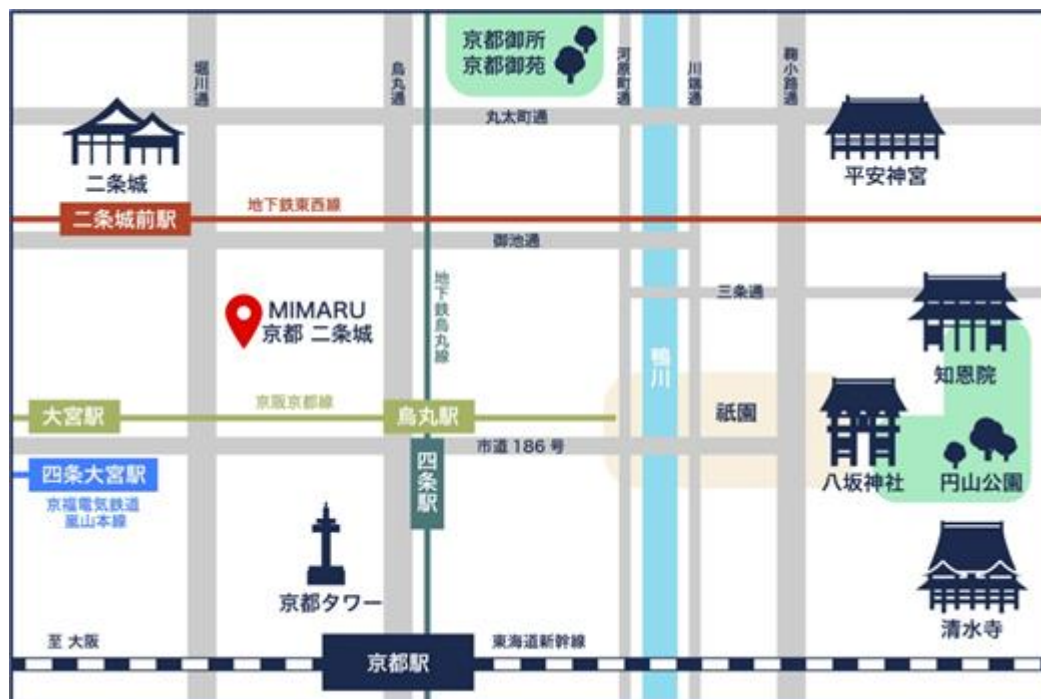 京都御所
京都御苑
堀川通
烏丸通
河原町通
川端通
鞠小路通
丸太町通
二条城
平安神宮
二条城前駅
地下鉄東西線
御池通
地下鉄烏丸線
三条通
MIMARU
京都 二条城
鴨川
知恩院
大宮駅
京阪京都線
烏丸駅
祇園
市道 186 号
四条大宮駅
四条駅
八坂神社
円山公園
京福電気鉄道
嵐山本線
京都タワー
清水寺
至 大阪
東海道新幹線
京都駅